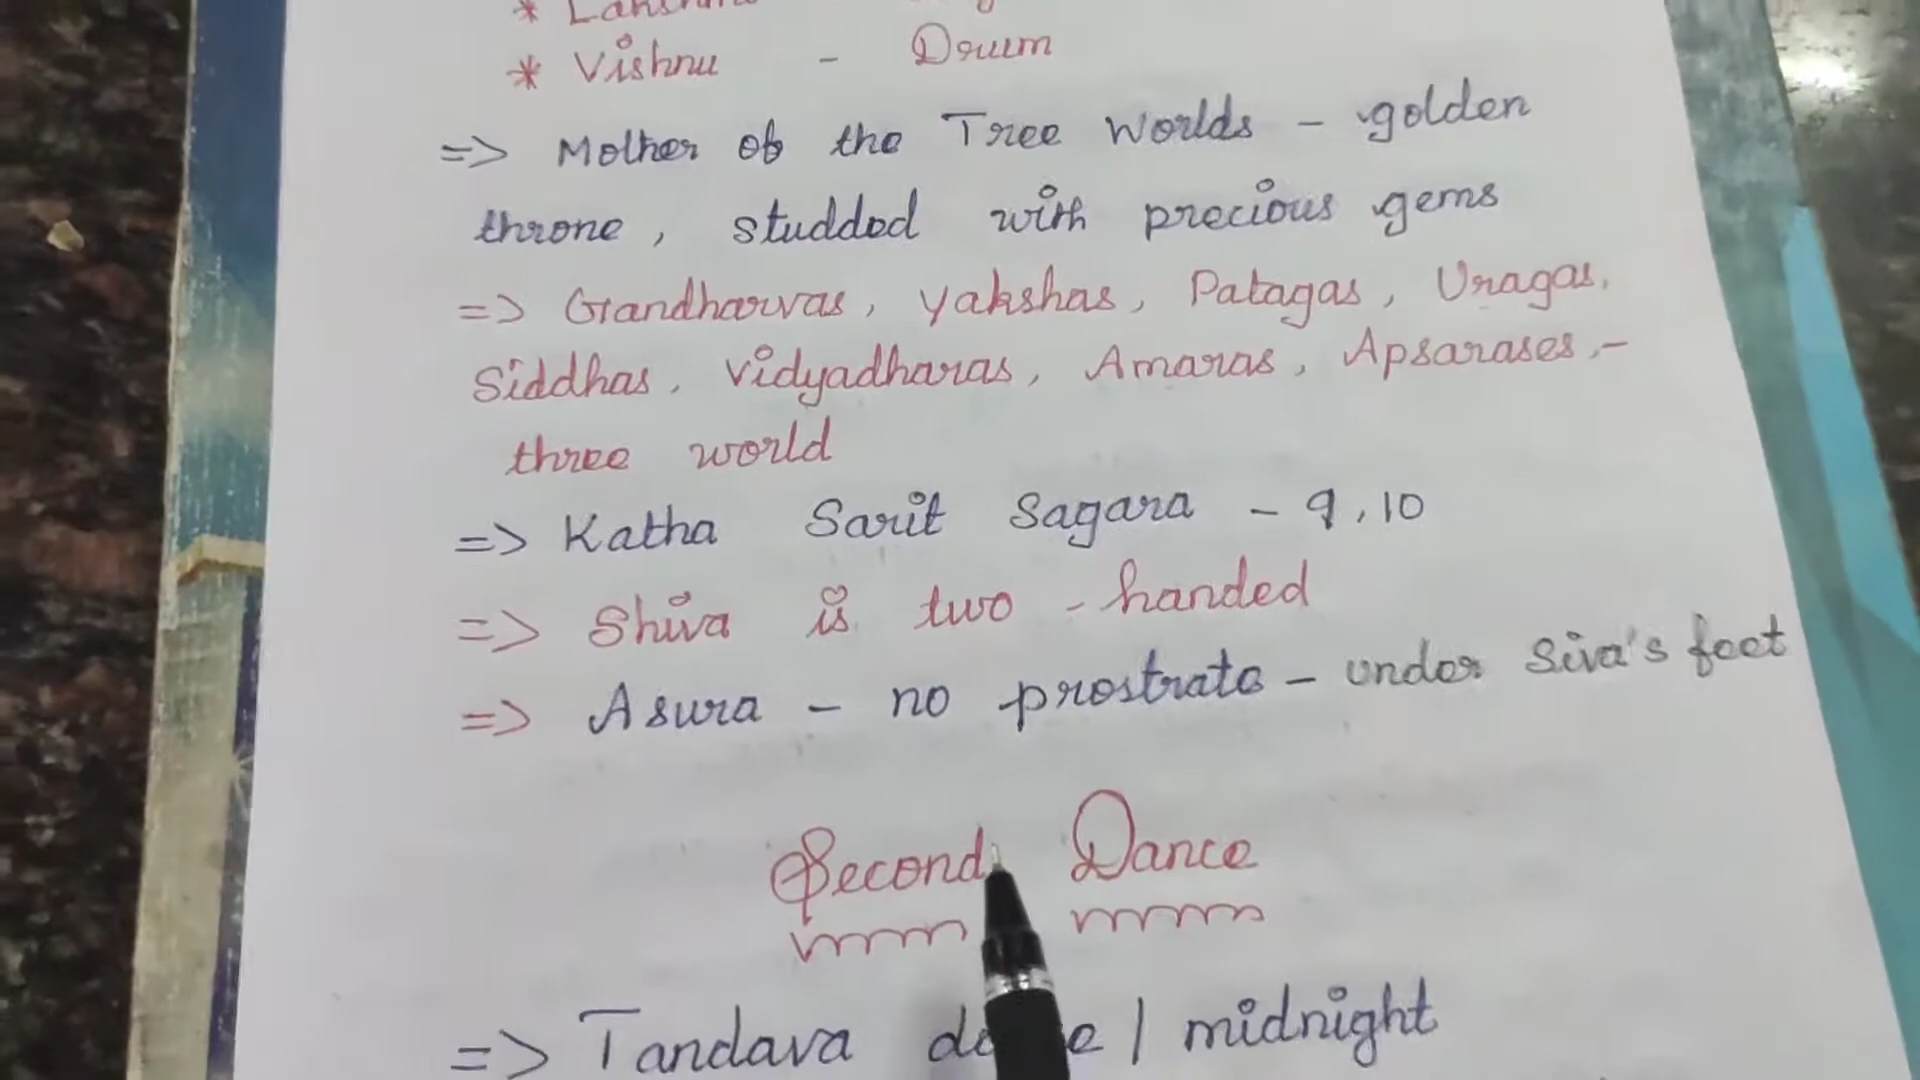 * Vishnu - Drum
=> Mother of the Tree Worlds - golden
throne, studded with precious gems
=> Gandharvas, Yakshas, Patagas, Uragas,
Siddhas, Vidyadharas, Amaras, Apsarases, -
three world
=> Katha Sarit Sagara - 9, 10
=> Shiva is two - handed
=> Asura - no prostrate - under Siva's feet
Second Dance
=> Tandava / midnight